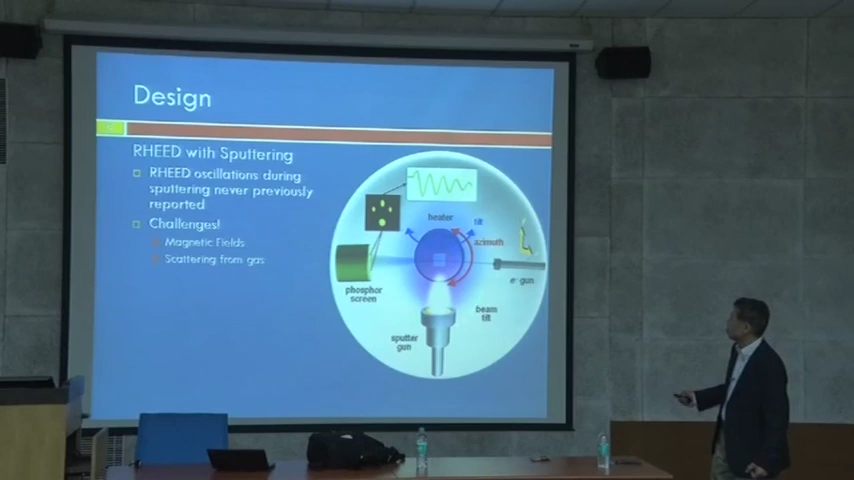 Design
RHEED with Sputtering
RHEED oscillations during
sputtering never previously
reported
Challenges!
Magnetic Fields
Scattering from gas
heater
tilt
azimuth
phosphor
screen
e-gun
beam
tilt
sputter
gun